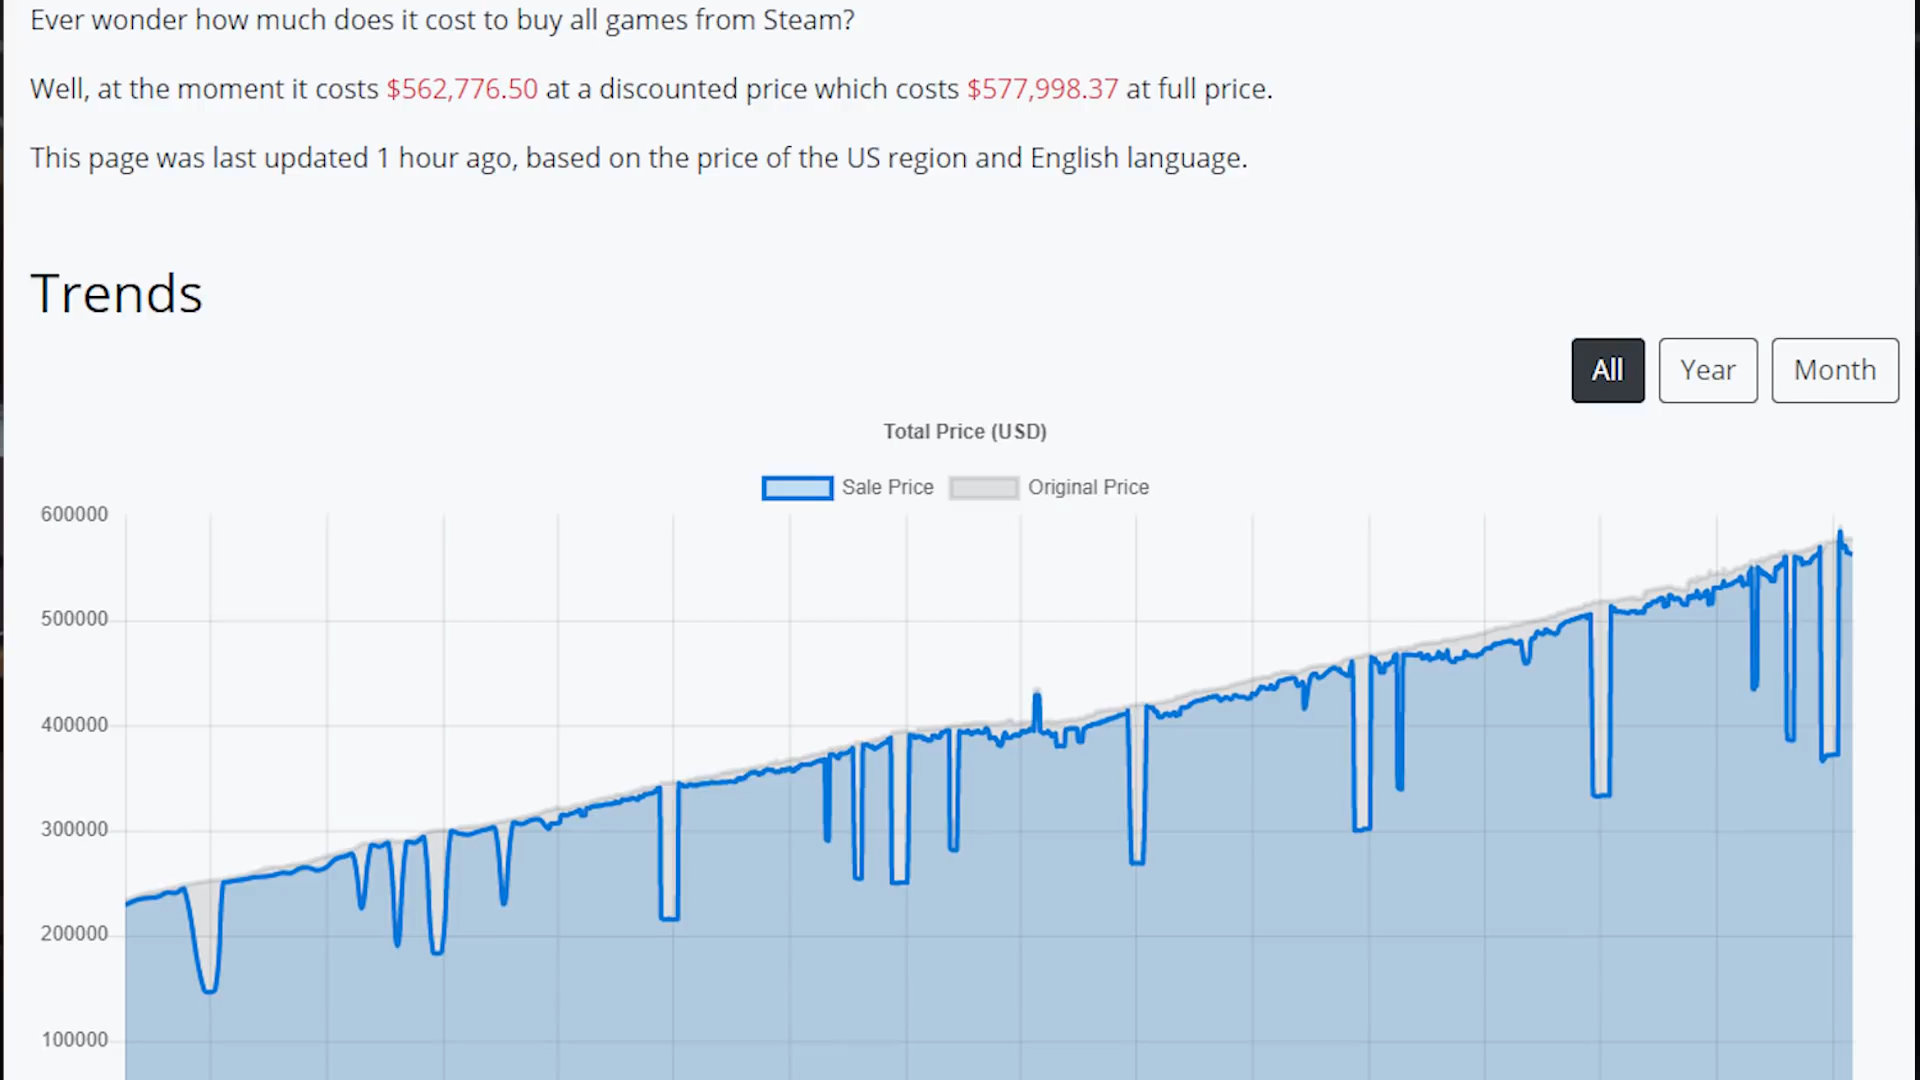 Ever wonder how much does it cost to buy all games from Steam?
Well, at the moment it costs $562,776.50 at a discounted price which costs $577,998.37 at full price.
This page was last updated 1 hour ago, based on the price of the US region and English language.
Trends
All Year Month
Total Price (USD)
Sale Price Original Price
600000
500000
400000
300000
200000
100000